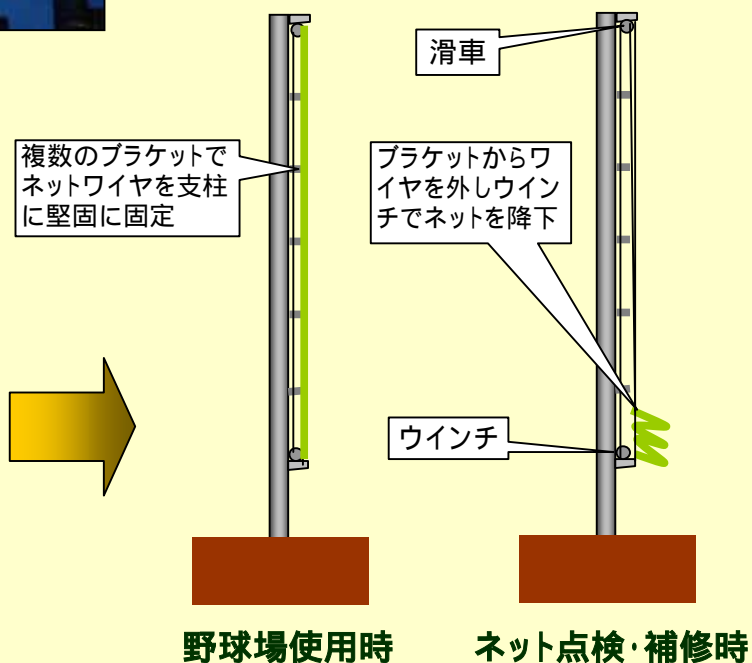 滑車
複数のブラケットで
ネットワイヤを支柱
に堅固に固定
ブラケットからワ
イヤを外しウイン
チでネットを降下
ウインチ
野球場使用時
ネット点検・補修時